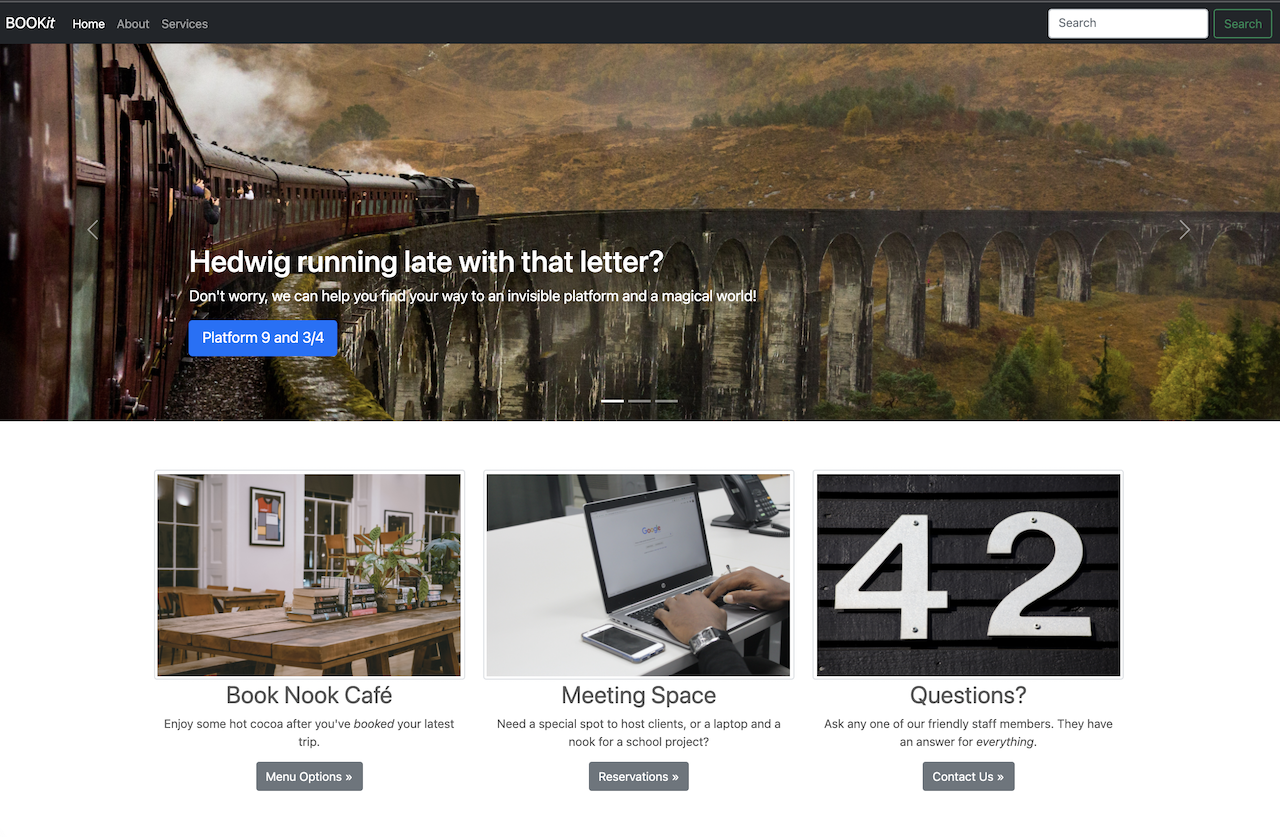 BOOKit Home About Services Search Search
Hedwig running late with that letter?
Don't worry, we can help you find your way to an invisible platform and a magical world!
Platform 9 and 3/4
Google
42
Book Nook Café
Meeting Space
Questions?
Enjoy some hot cocoa after you've booked your latest
trip.
Need a special spot to host clients, or a laptop and a
nook for a school project?
Ask any one of our friendly staff members. They have
an answer for everything.
Menu Options »
Reservations »
Contact Us »